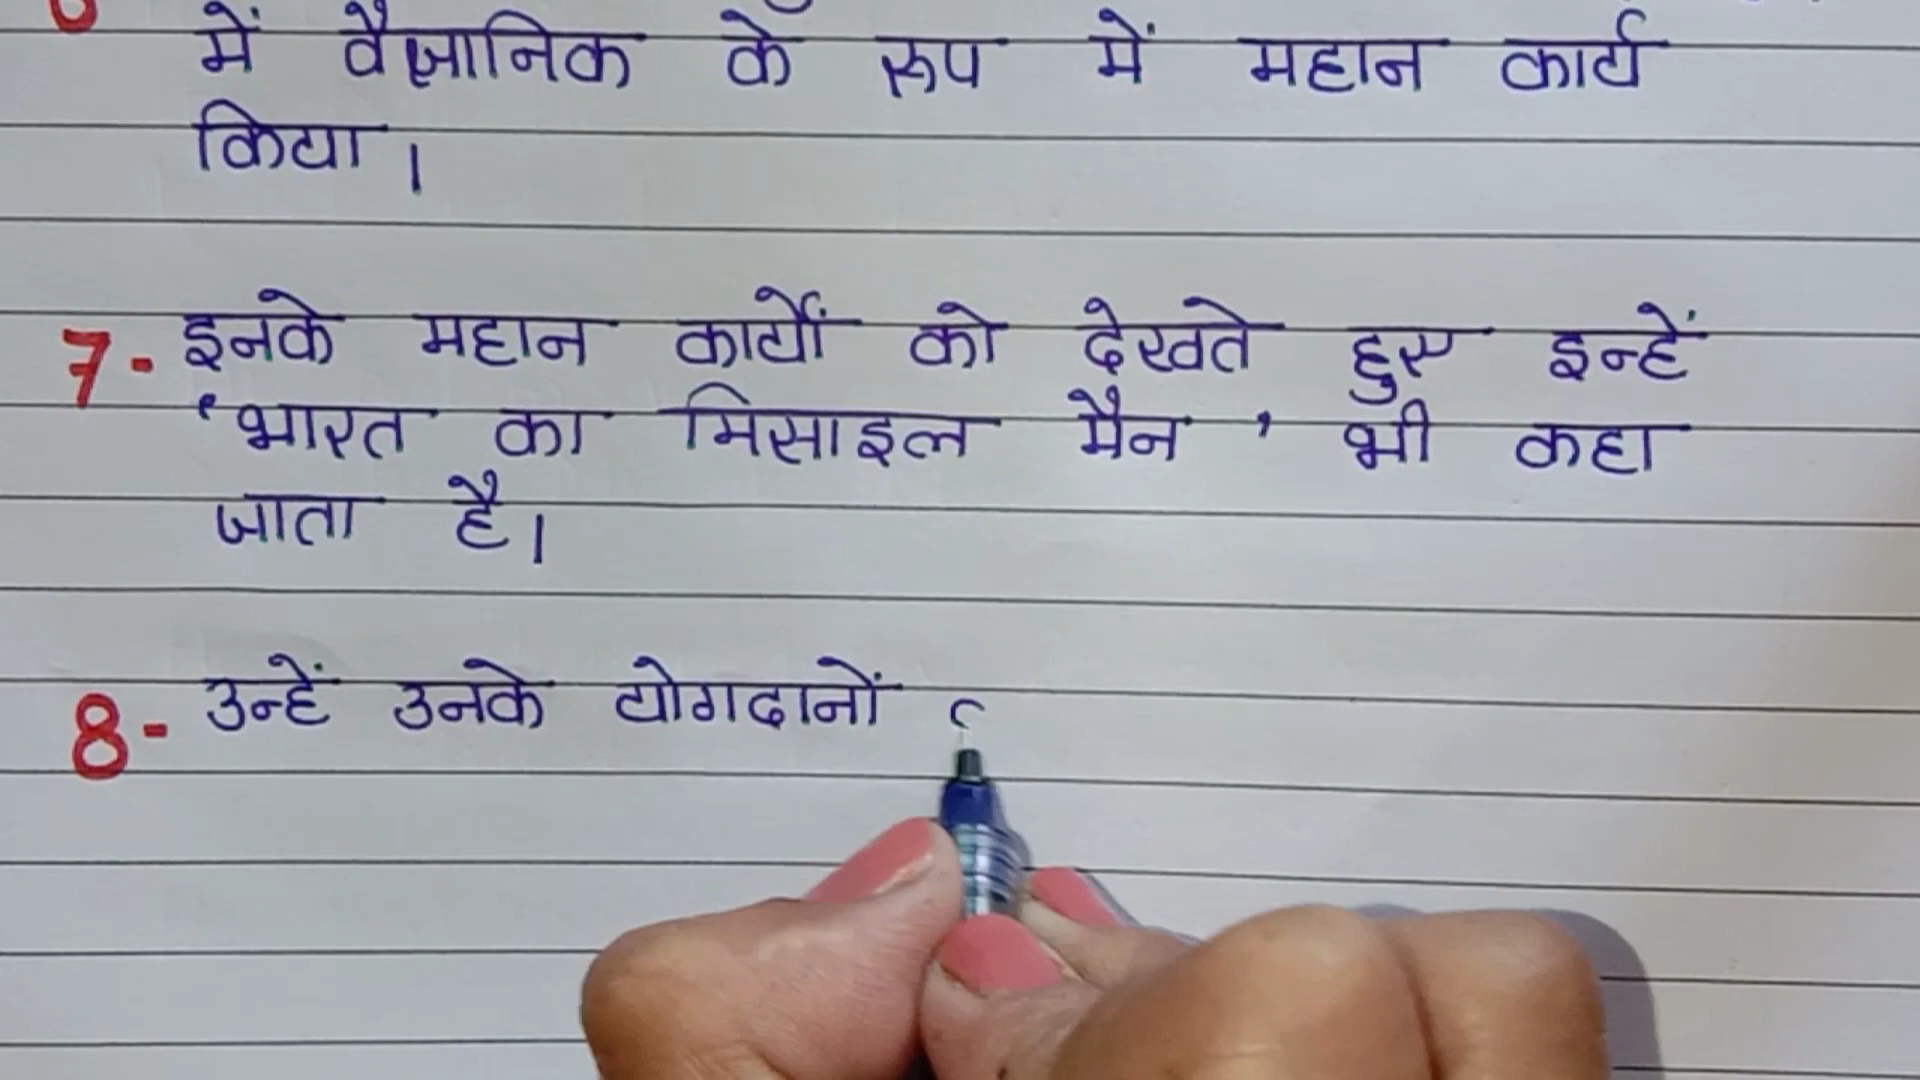 में वैज्ञानिक के रूप में महान कार्य
किया।
7- इनके महान कार्यों को देखते हुए इन्हें
'भारत का मिसाइल मैन' भी कहा
जाता है।
8- उन्हें उनके योगदानों